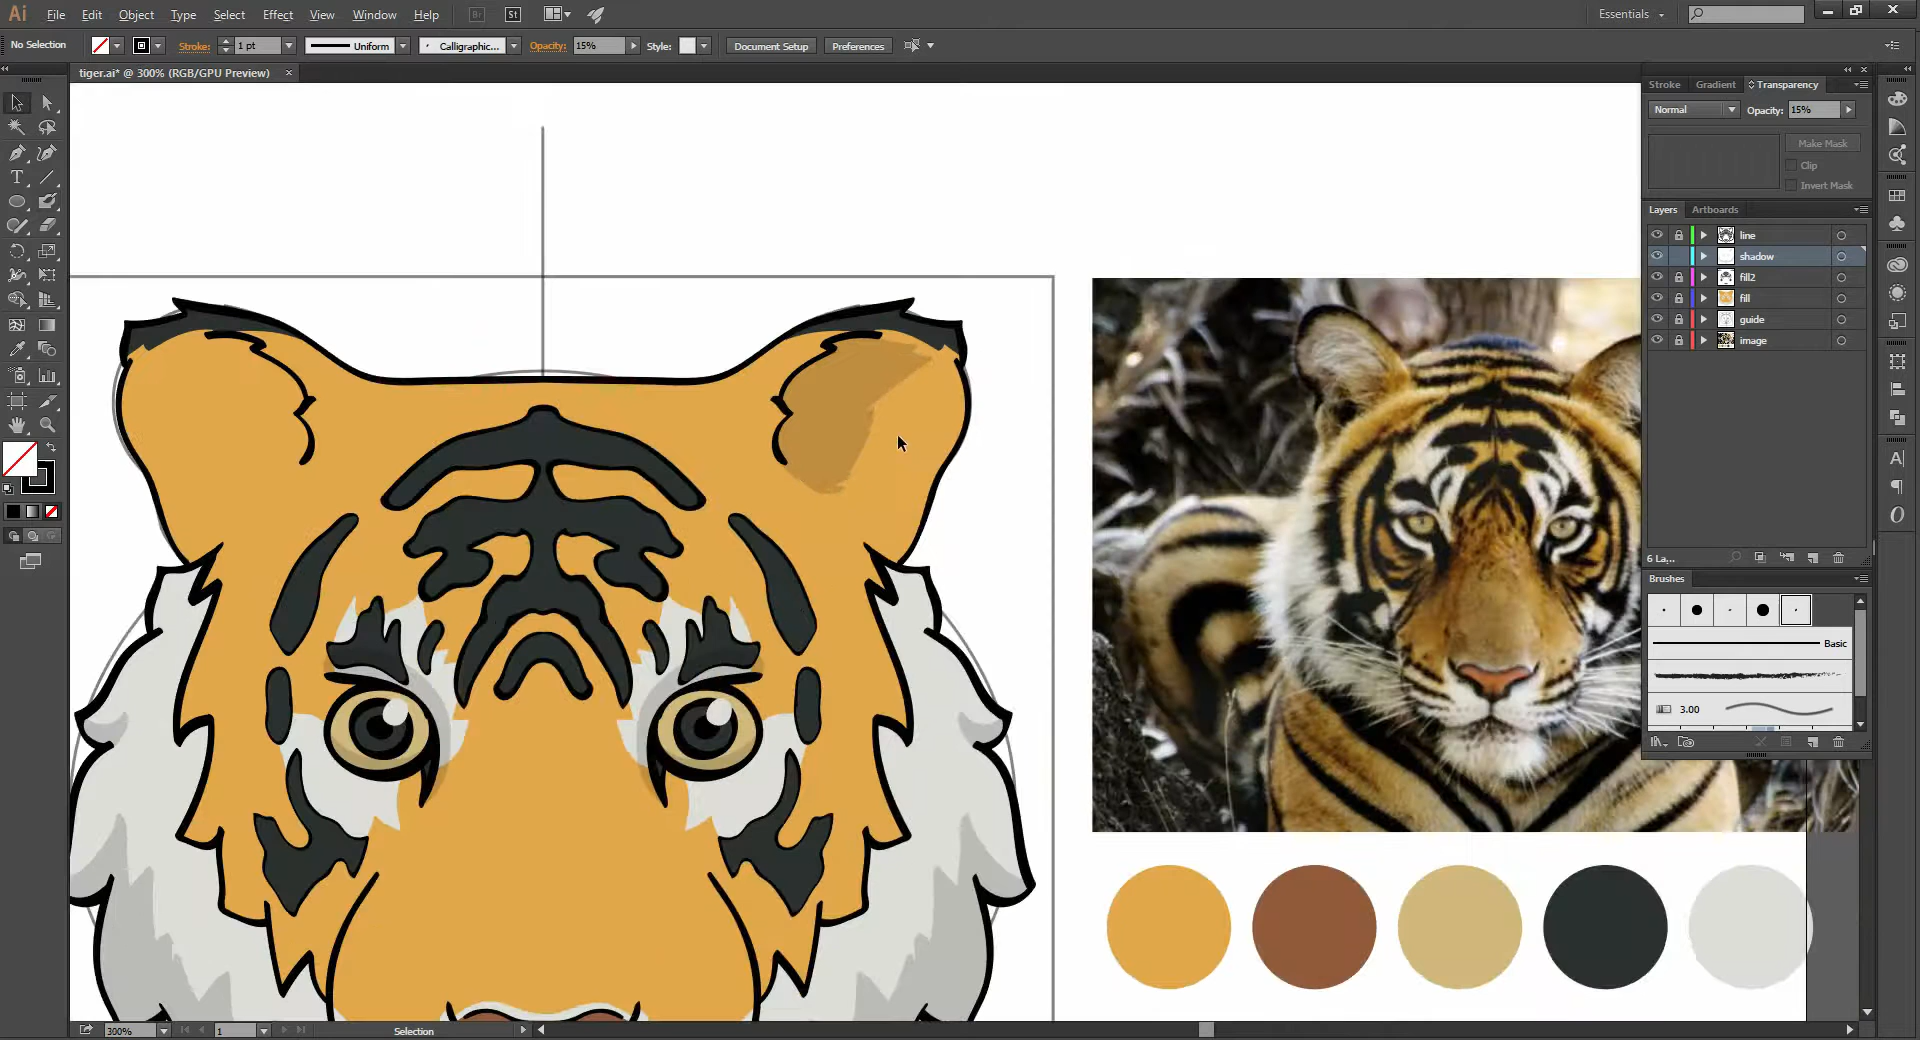 Ai File Edit Object Type Select Effect View Window Help Br St Essentials
No Selection Stroke: 1 pt Uniform Calligraphic... Opacity: 15% Style: Document Setup Preferences
tiger.ai* @ 300% (RGB/GPU Preview)
Stroke Gradient Transparency
Normal Opacity: 15%
Make Mask
Clip
Invert Mask
Layers Artboards
line
shadow
fill2
fill
guide
image
6 La...
Brushes
Basic
3.00
300% 1 Selection